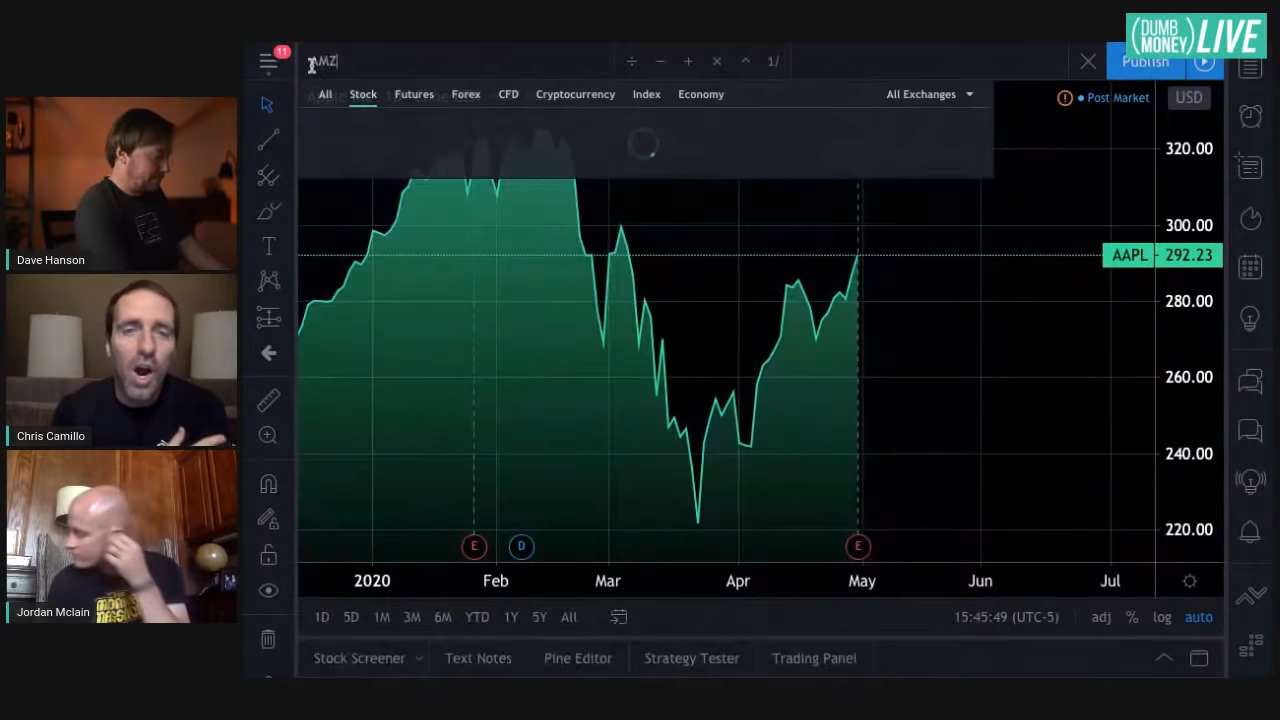 (DUMB MONEY) LIVE
11
AMZ
÷ − + × ^ 1/
Publish
All Stock Futures Forex CFD Cryptocurrency Index Economy All Exchanges
Post Market USD
320.00
300.00
AAPL 292.23
280.00
260.00
240.00
220.00
E D E
2020 Feb Mar Apr May Jun Jul
1D 5D 1M 3M 6M YTD 1Y 5Y All 15:45:49 (UTC-5) adj % log auto
Stock Screener Text Notes Pine Editor Strategy Tester Trading Panel
Dave Hanson
Chris Camillo
Jordan Mclain